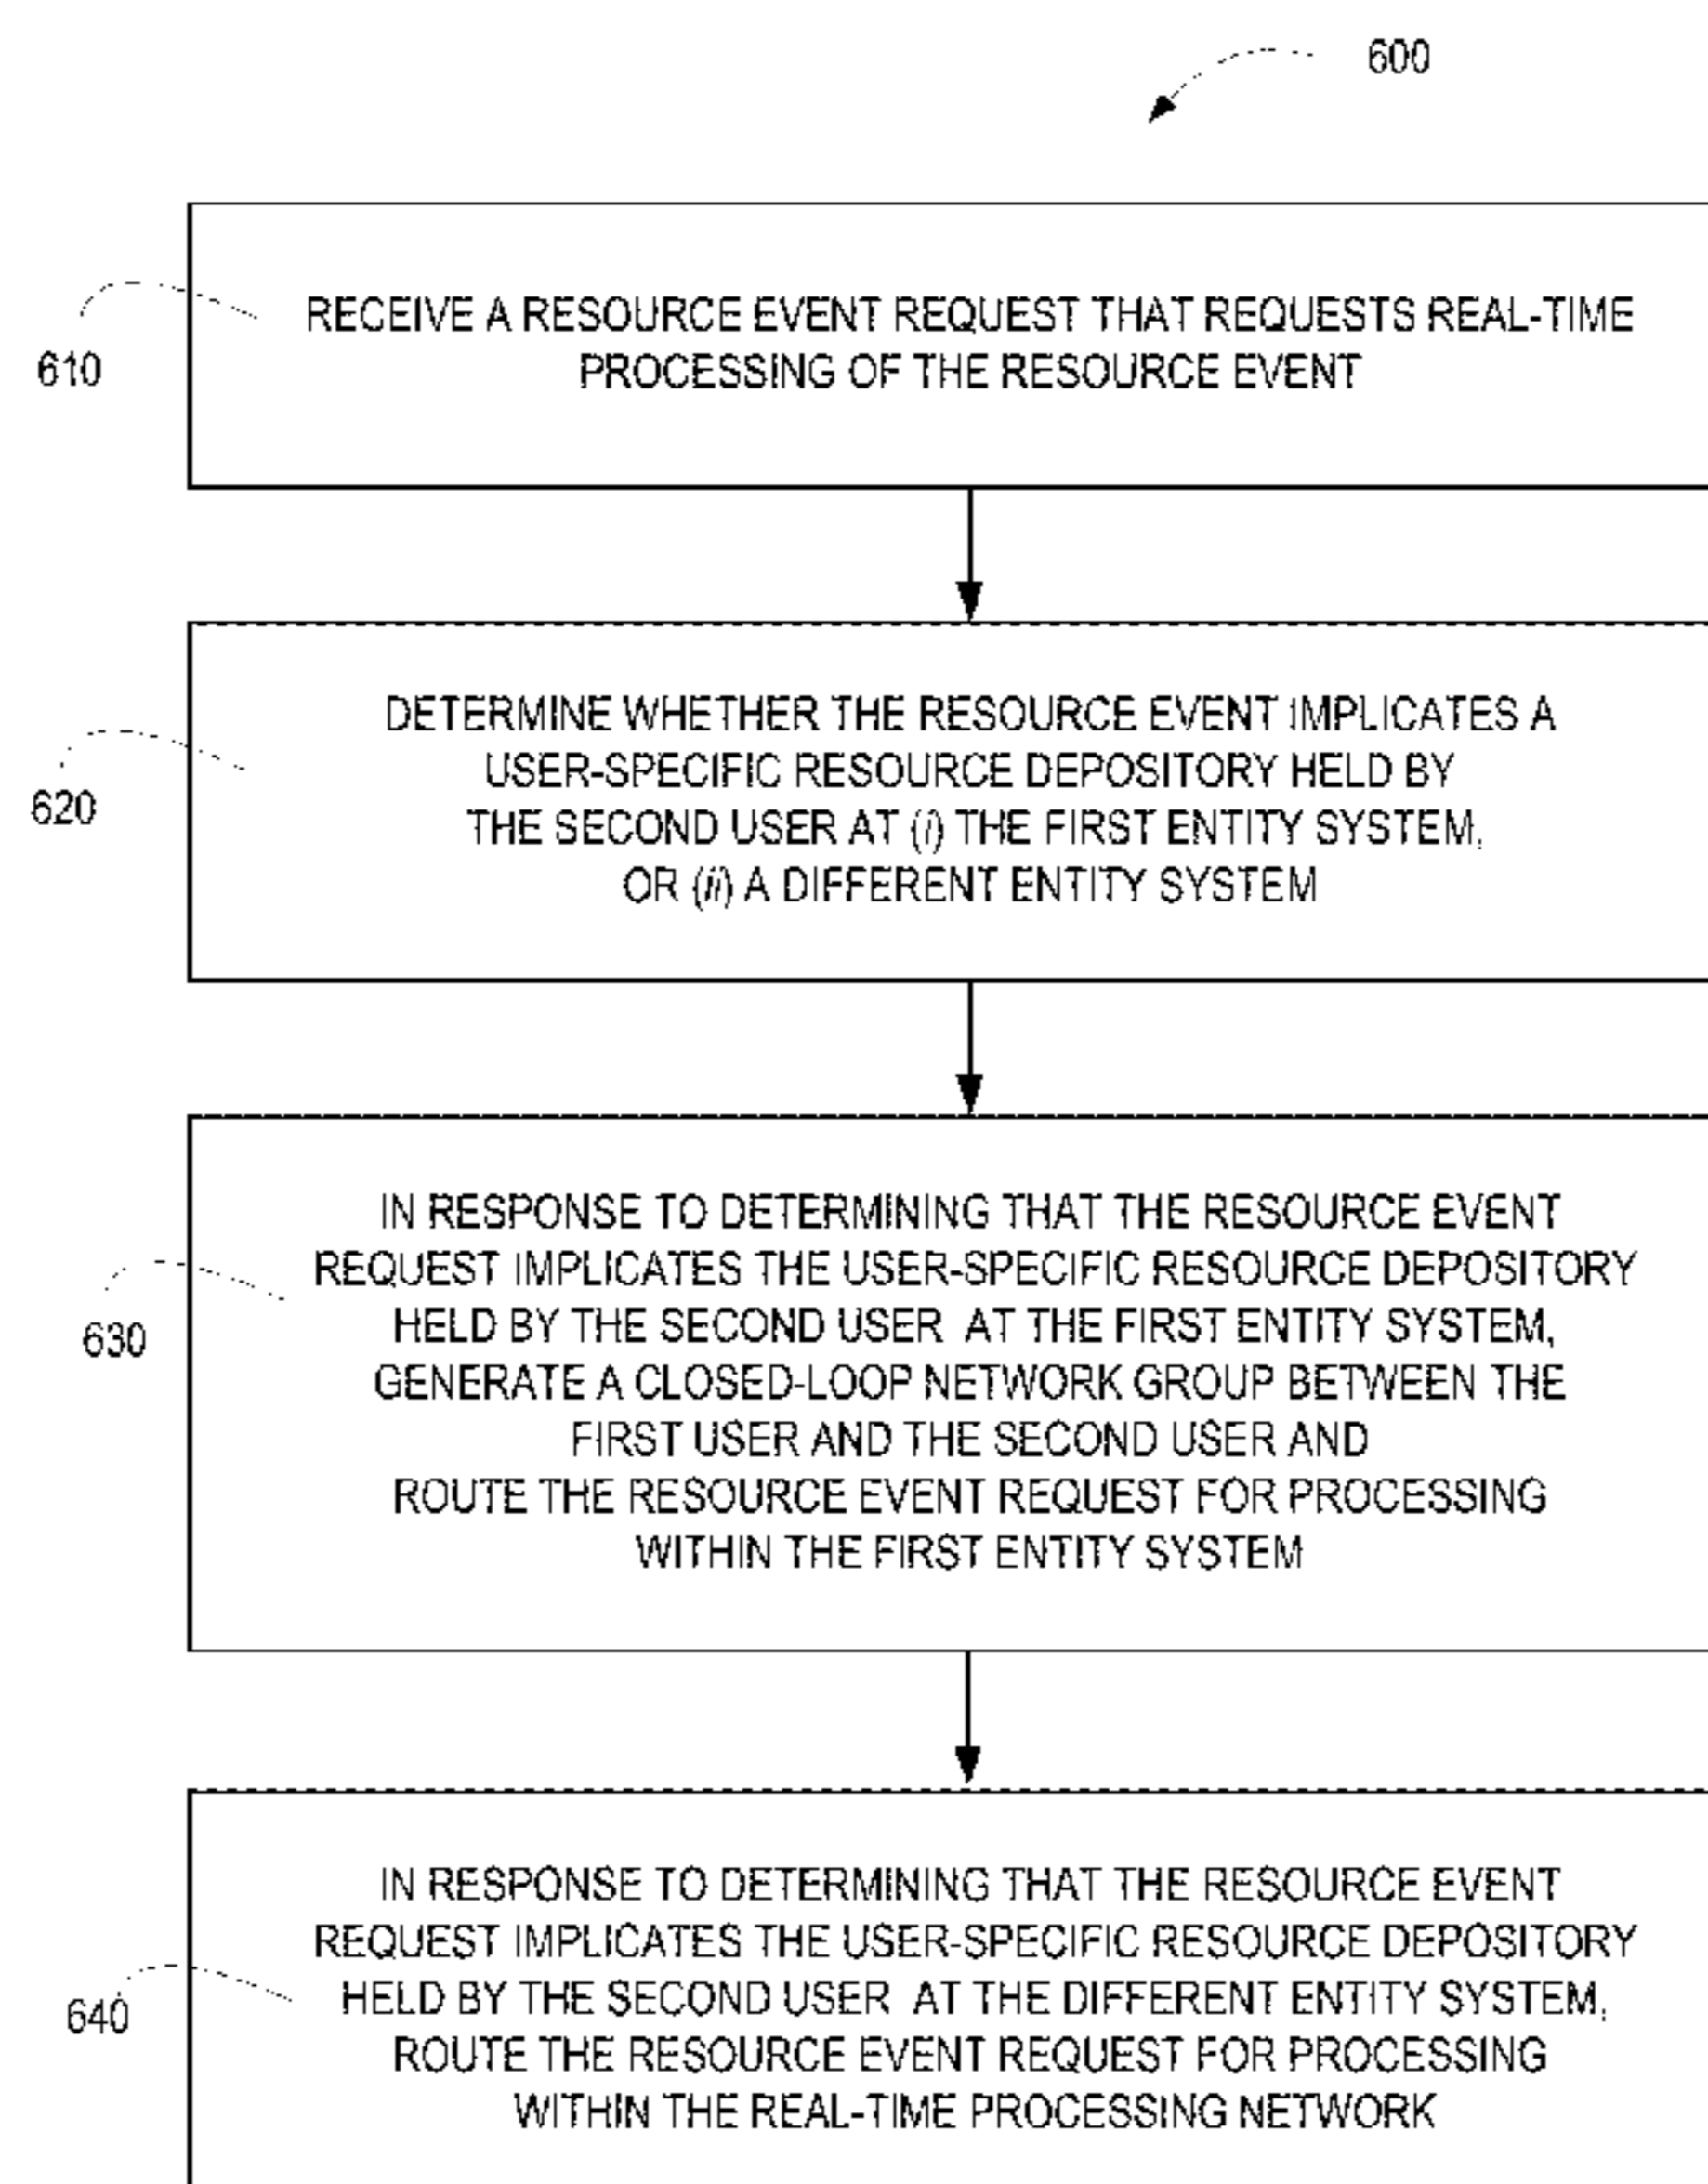 600
610
RECEIVE A RESOURCE EVENT REQUEST THAT REQUESTS REAL-TIME
PROCESSING OF THE RESOURCE EVENT
620
DETERMINE WHETHER THE RESOURCE EVENT IMPLICATES A
USER-SPECIFIC RESOURCE DEPOSITORY HELD BY
THE SECOND USER AT (i) THE FIRST ENTITY SYSTEM,
OR (ii) A DIFFERENT ENTITY SYSTEM
630
IN RESPONSE TO DETERMINING THAT THE RESOURCE EVENT
REQUEST IMPLICATES THE USER-SPECIFIC RESOURCE DEPOSITORY
HELD BY THE SECOND USER AT THE FIRST ENTITY SYSTEM,
GENERATE A CLOSED-LOOP NETWORK GROUP BETWEEN THE
FIRST USER AND THE SECOND USER AND
ROUTE THE RESOURCE EVENT REQUEST FOR PROCESSING
WITHIN THE FIRST ENTITY SYSTEM
640
IN RESPONSE TO DETERMINING THAT THE RESOURCE EVENT
REQUEST IMPLICATES THE USER-SPECIFIC RESOURCE DEPOSITORY
HELD BY THE SECOND USER AT THE DIFFERENT ENTITY SYSTEM,
ROUTE THE RESOURCE EVENT REQUEST FOR PROCESSING
WITHIN THE REAL-TIME PROCESSING NETWORK